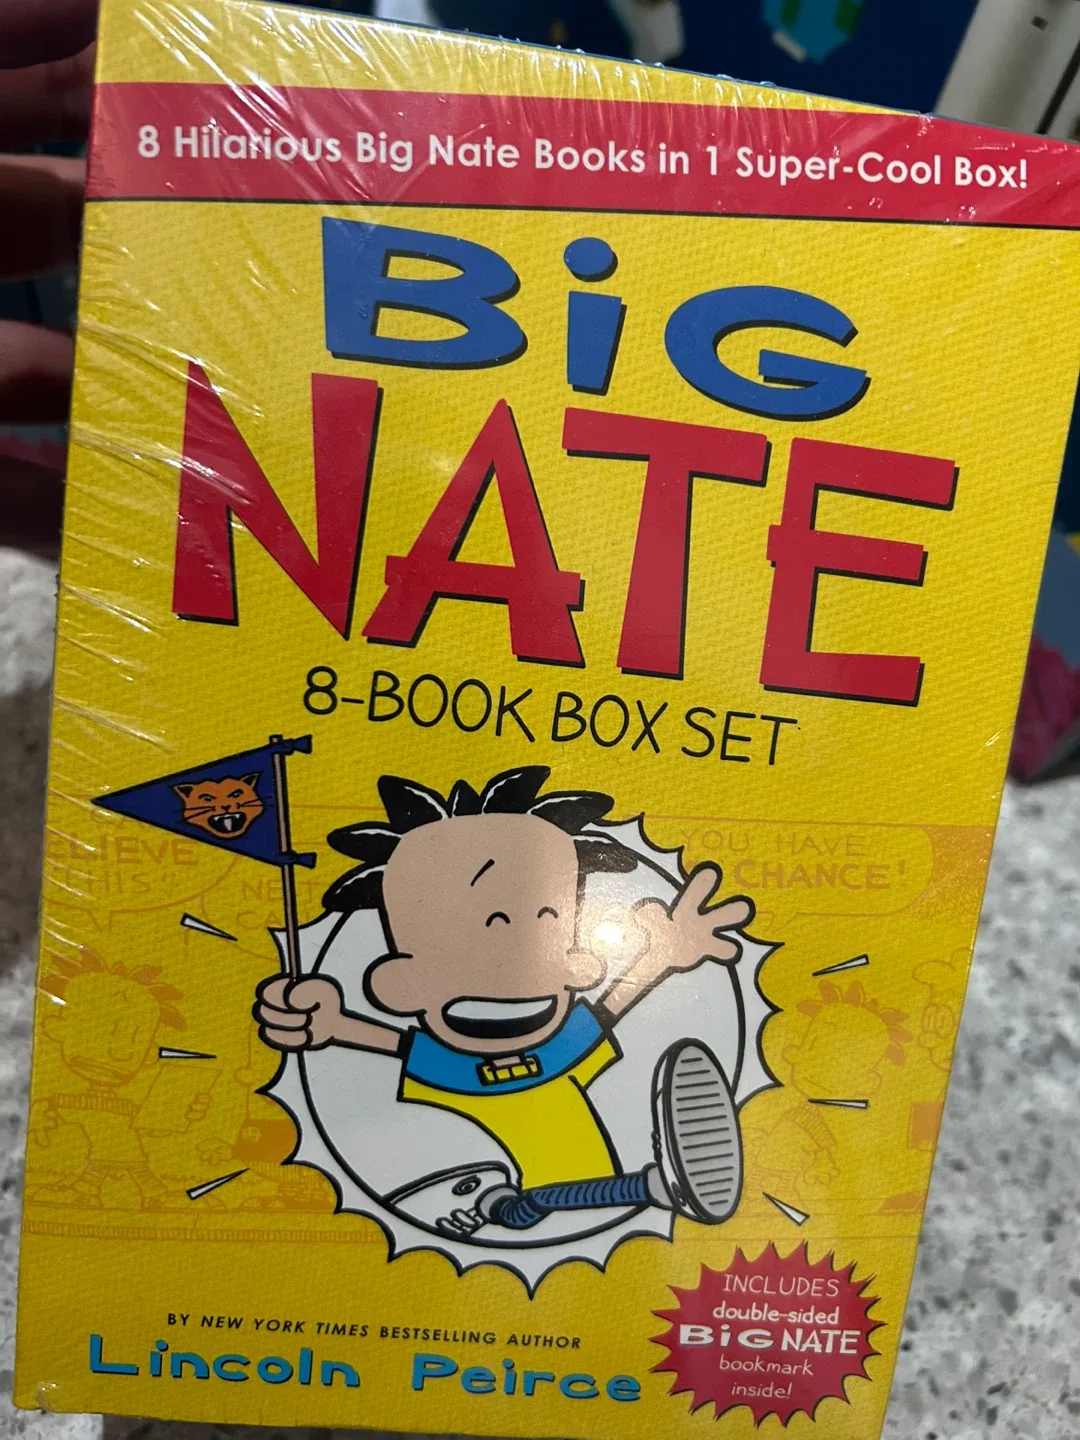 8 Hilarious Big Nate Books in 1 Super-Cool Box!
BiG
NATE
8-BOOK BOX SET
YOU HAVE
CHANCE!
THIS"
BY NEW YORK TIMES BESTSELLING AUTHOR
Lincoln Peirce
INCLUDES
double-sided
BiG NATE
bookmark
inside!